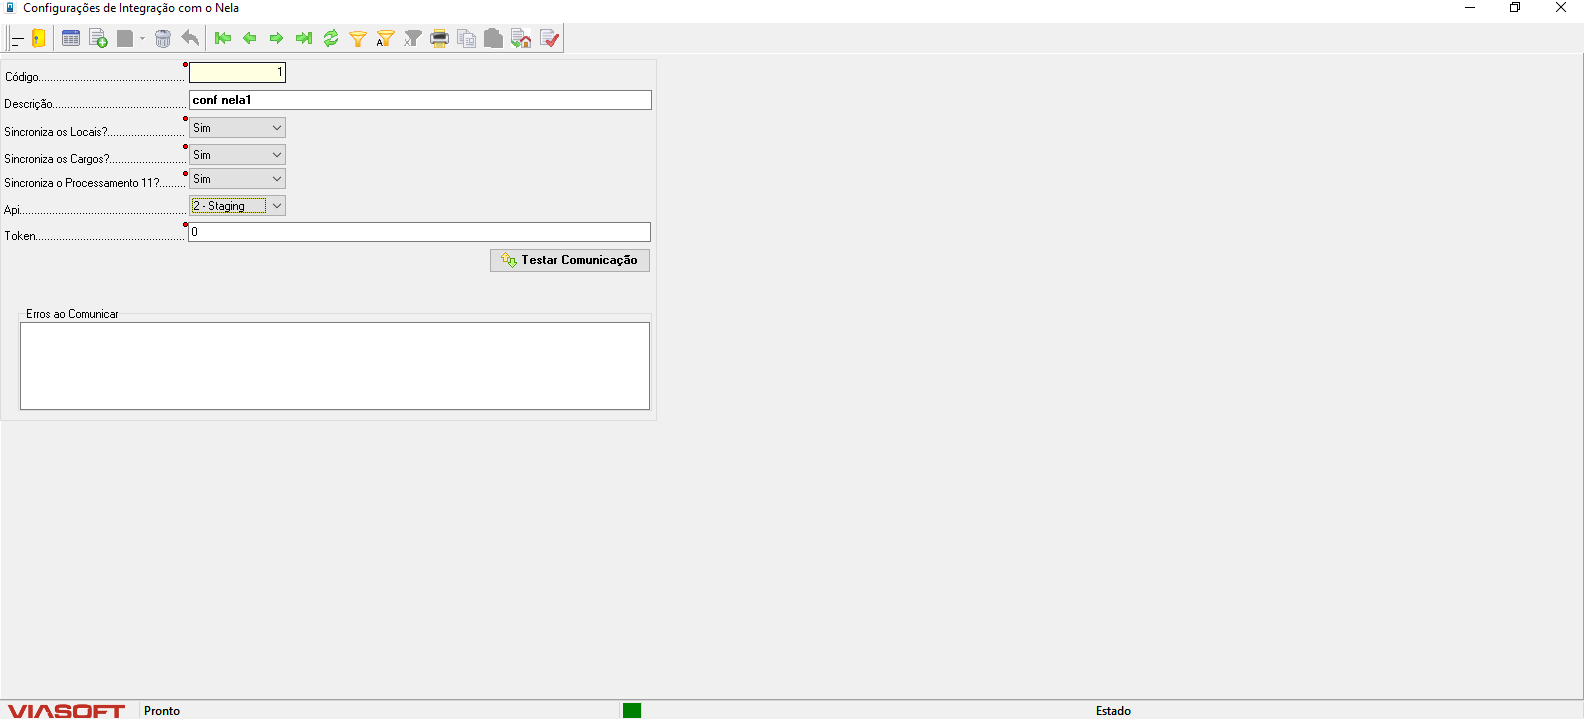 Configurações de Integração com o Nela
Código
1
Descrição
conf nela1
Sincroniza os Locais?
Sim
Sincroniza os Cargos?
Sim
Sincroniza o Processamento 11?
Sim
Api
2 - Staging
Token
0
Testar Comunicação
Erros ao Comunicar
VIASOFT
Pronto
Estado